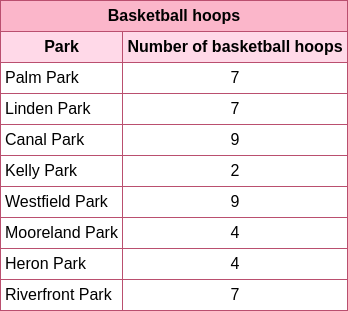 Basketball hoops
Park Number of basketball hoops
Palm Park 7
Linden Park 7
Canal Park 9
Kelly Park 2
Westfield Park 9
Mooreland Park 4
Heron Park 4
Riverfront Park 7